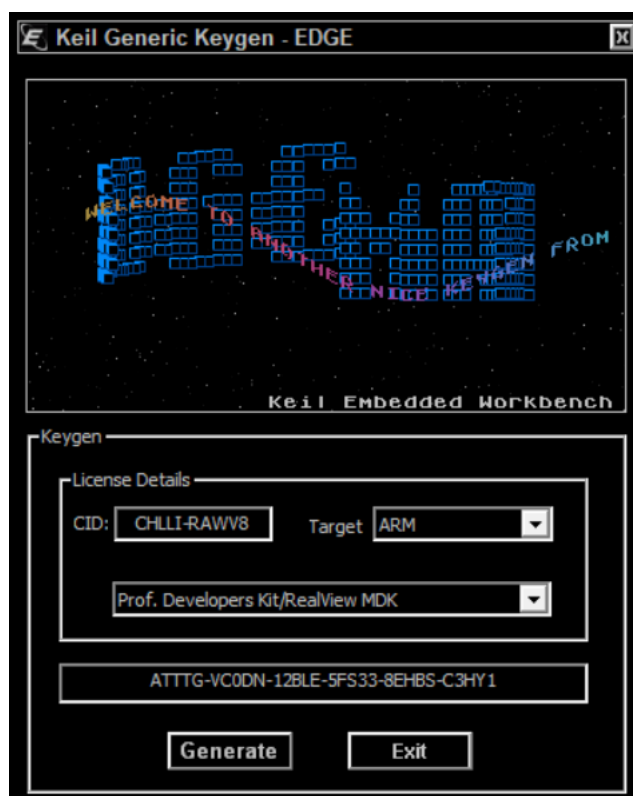 Keil Generic Keygen - EDGE
WELCOME TO ANOTHER NICE KEYGEN FROM
Keil Embedded Workbench
Keygen
License Details
CID: CHLLI-RAWV8 Target ARM
Prof. Developers Kit/RealView MDK
ATTTG-VC0DN-12BLE-5FS33-8EHBS-C3HY1
Generate Exit